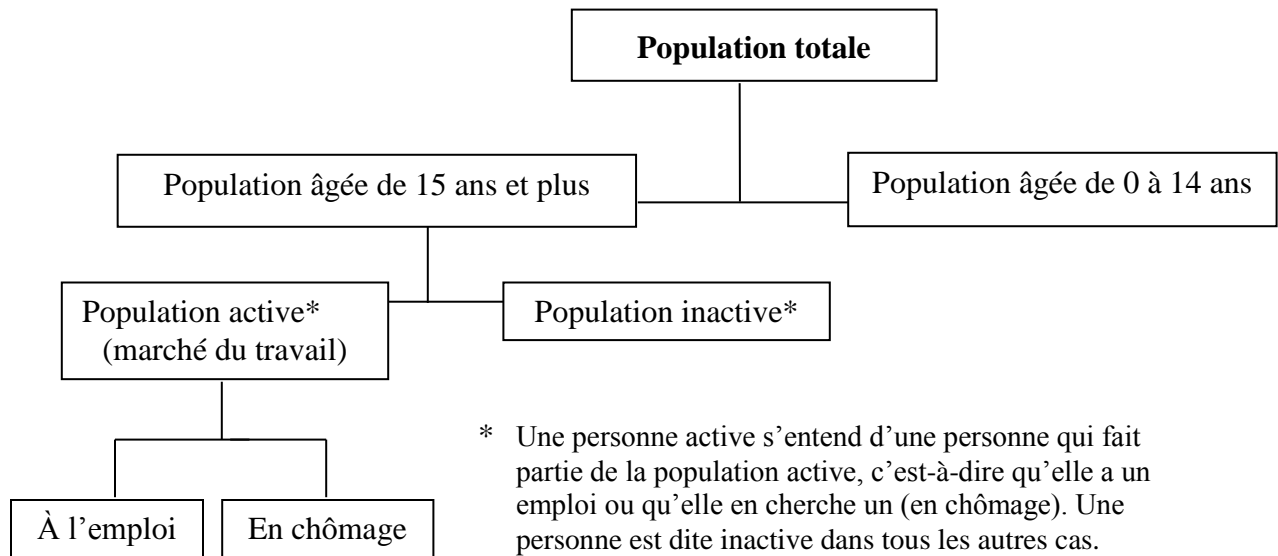 Population totale
Population âgée de 15 ans et plus
Population âgée de 0 à 14 ans
Population active*
(marché du travail)
Population inactive*
À l’emploi
En chômage
* Une personne active s’entend d’une personne qui fait
partie de la population active, c’est-à-dire qu’elle a un
emploi ou qu’elle en cherche un (en chômage). Une
personne est dite inactive dans tous les autres cas.